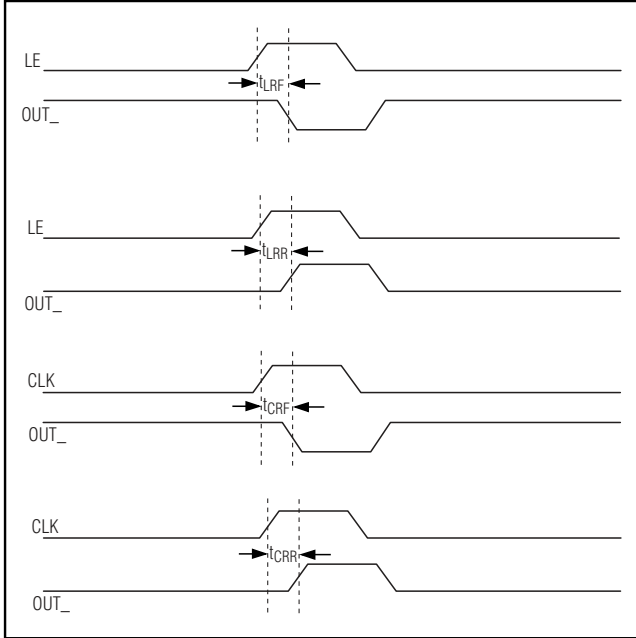 LE
tLRF
OUT_
LE
tLRR
OUT_
CLK
tCRF
OUT_
CLK
tCRR
OUT_